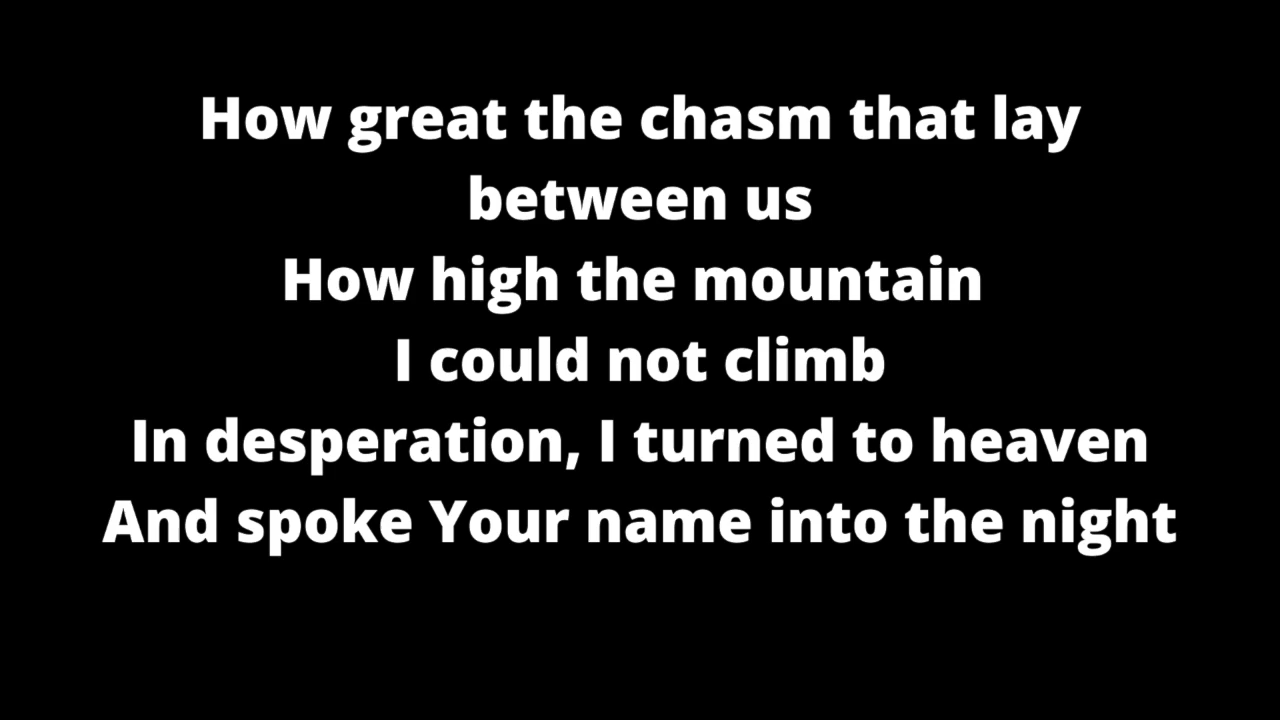 How great the chasm that lay
between us
How high the mountain
I could not climb
In desperation, I turned to heaven
And spoke Your name into the night